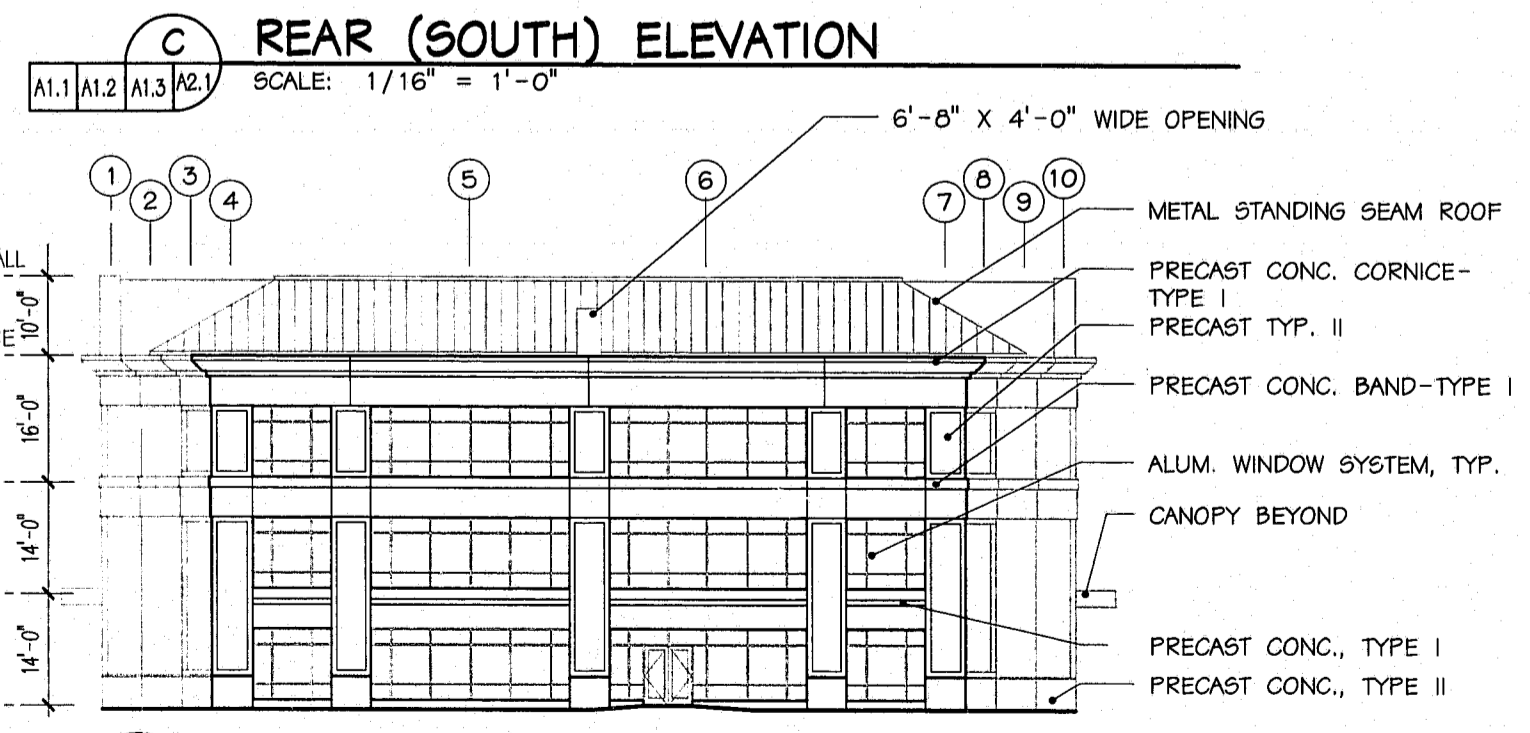 C
REAR (SOUTH) ELEVATION
A1.1 A1.2 A1.3 A2.1
SCALE: 1/16" = 1'-0"
6'-8" X 4'-0" WIDE OPENING
1 2 3 4 5 6 7 8 9 10
METAL STANDING SEAM ROOF
PRECAST CONC. CORNICE-
TYPE I
PRECAST TYP. II
PRECAST CONC. BAND-TYPE I
ALUM. WINDOW SYSTEM, TYP.
CANOPY BEYOND
PRECAST CONC., TYPE I
PRECAST CONC., TYPE II
10'-0"
16'-0"
14'-0"
14'-0"